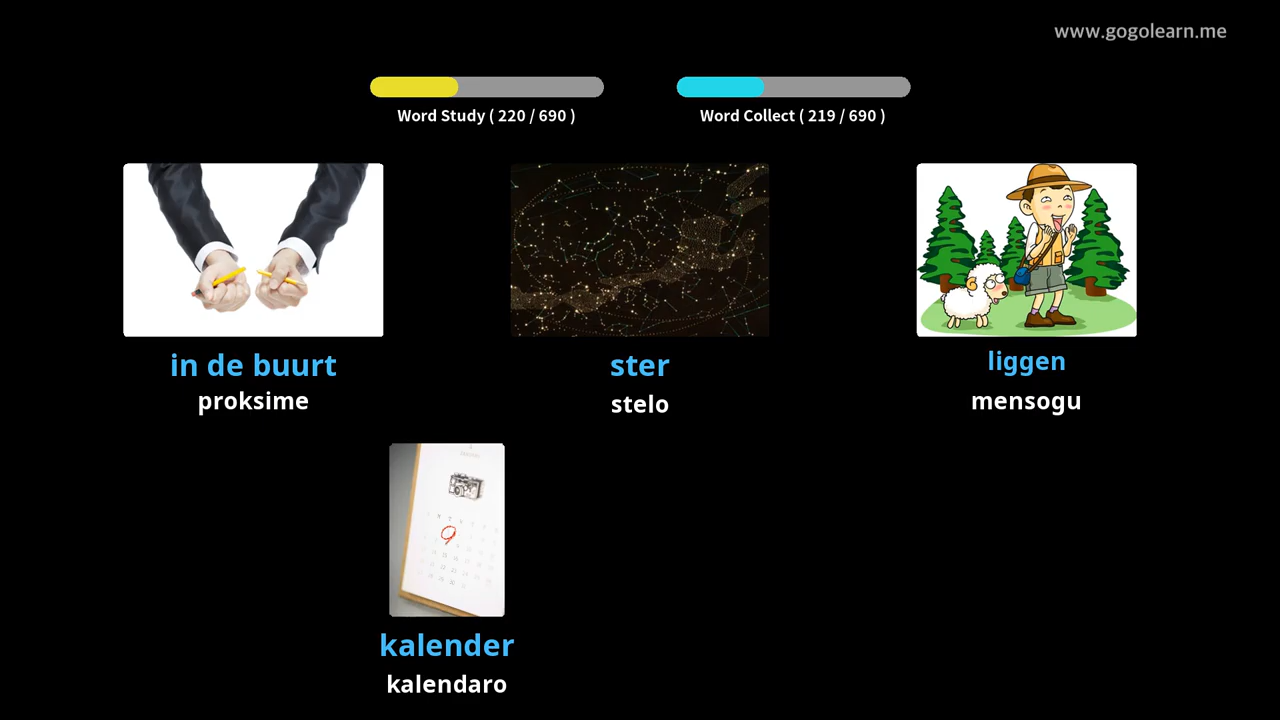 www.gogolearn.me
Word Study ( 220 / 690 )
Word Collect ( 219 / 690 )
in de buurt
proksime
ster
stelo
liggen
mensogu
kalender
kalendaro